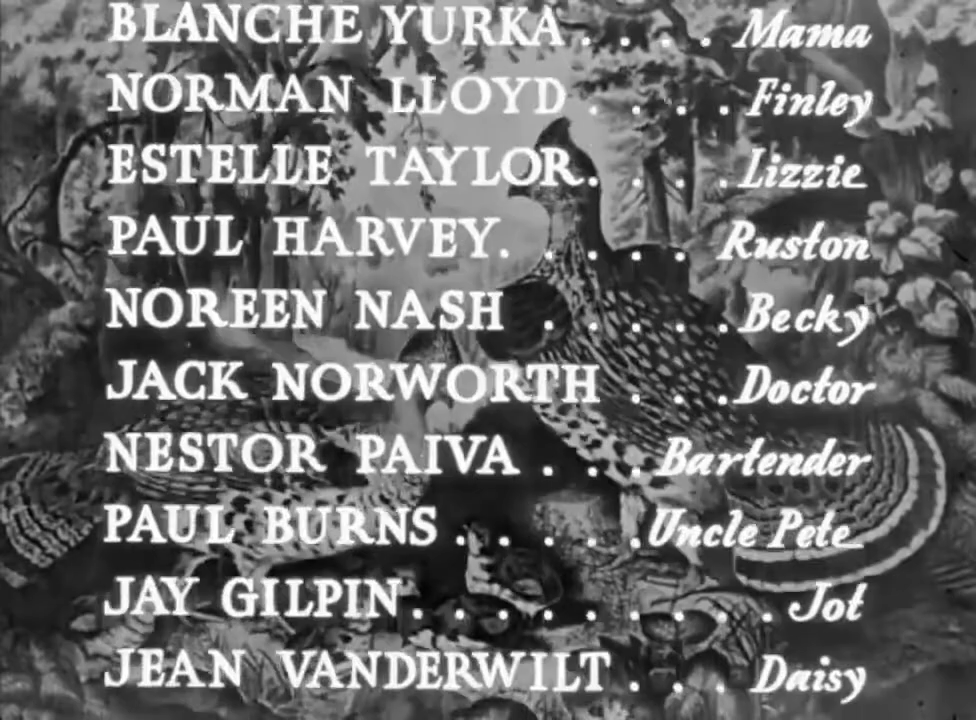 BLANCHE YURKA . . . . Mama
NORMAN LLOYD . . . . Finley
ESTELLE TAYLOR. . . . Lizzie
PAUL HARVEY. . . . . Ruston
NOREEN NASH . . . . . Becky
JACK NORWORTH . . . Doctor
NESTOR PAIVA . . . Bartender
PAUL BURNS . . . . .Uncle Pete
JAY GILPIN. . . . . . . . . Jot
JEAN VANDERWILT . . . Daisy